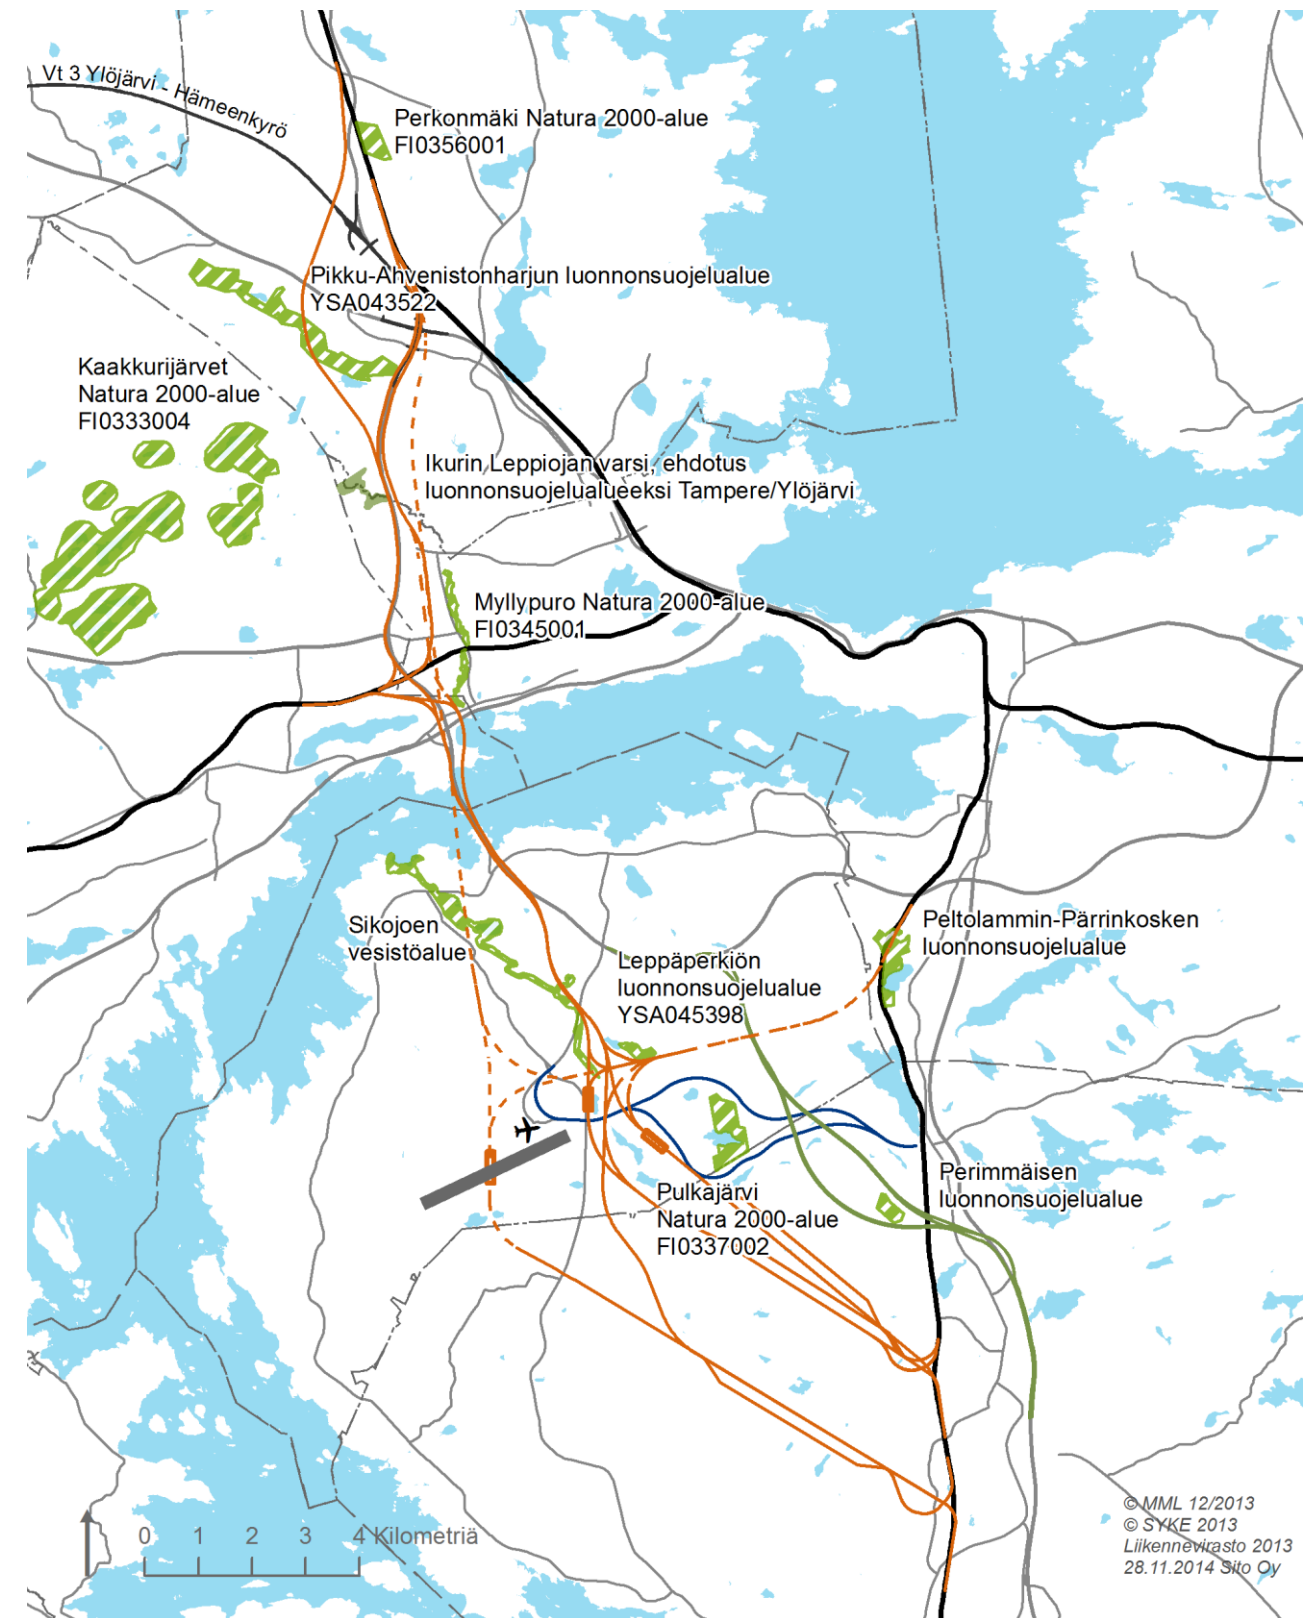 Vt 3 Ylöjärvi - Hämeenkyrö
Perkonmäki Natura 2000-alue
FI0356001
Pikku-Ahvenistonharjun luonnonsuojelualue
YSA043522
Kaakkurijärvet
Natura 2000-alue
FI0333004
Ikurin Leppiojan varsi, ehdotus
luonnonsuojelualueeksi Tampere/Ylöjärvi
Myllypuro Natura 2000-alue
FI0345001
Sikojoen
vesistöalue
Peltolammin-Pärrinkosken
luonnonsuojelualue
Leppäperkiön
luonnonsuojelualue
YSA045398
Perimmäisen
luonnonsuojelualue
Pulkajärvi
Natura 2000-alue
FI0337002
0 1 2 3 4 Kilometriä
© MML 12/2013
© SYKE 2013
Liikennevirasto 2013
28.11.2014 Sito Oy